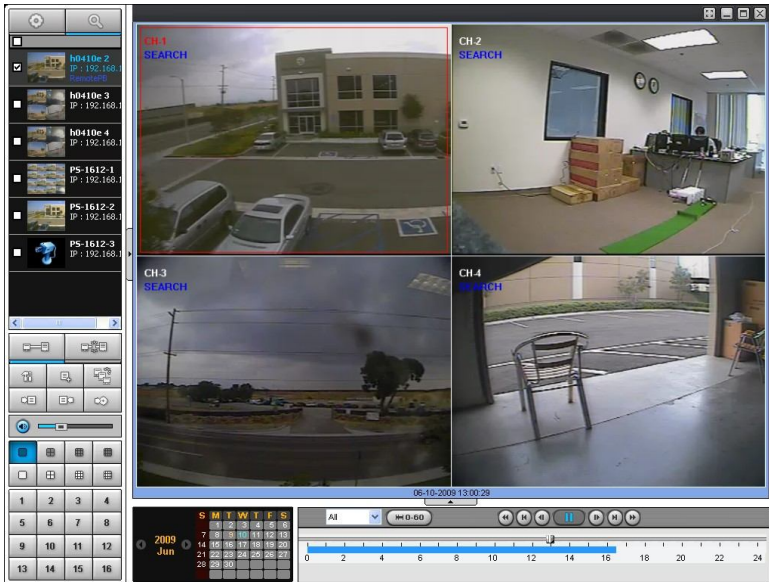 h0410e 2
IP : 192.168.1
RemotePB
h0410e 3
IP : 192.168.1
h0410e 4
IP : 192.168.1
PS-1612-1
IP : 192.168.1
PS-1612-2
IP : 192.168.1
PS-1612-3
IP : 192.168.1
1 2 3 4
5 6 7 8
9 10 11 12
13 14 15 16
CH-1
SEARCH
CH-2
SEARCH
CH-3
SEARCH
CH-4
SEARCH
06-10-2009 13:00:29
2009
Jun
S M T W T F S
1 2 3 4 5 6
7 8 9 10 11 12 13
14 15 16 17 18 19 20
21 22 23 24 25 26 27
28 29 30
All
0-60
0 2 4 6 8 10 12 14 16 18 20 22 24